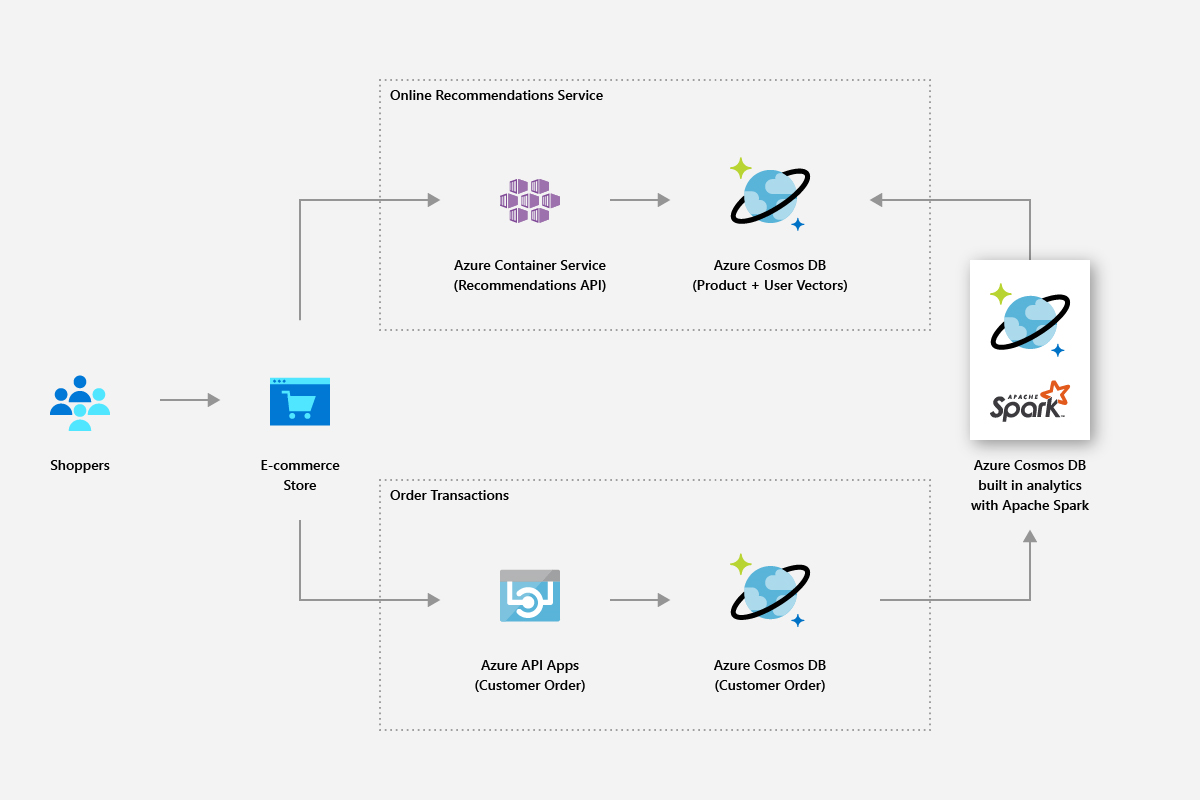 Online Recommendations Service
Azure Container Service
(Recommendations API)
Azure Cosmos DB
(Product + User Vectors)
Shoppers
E-commerce
Store
APACHE
Spark™
Azure Cosmos DB
built in analytics
with Apache Spark
Order Transactions
Azure API Apps
(Customer Order)
Azure Cosmos DB
(Customer Order)